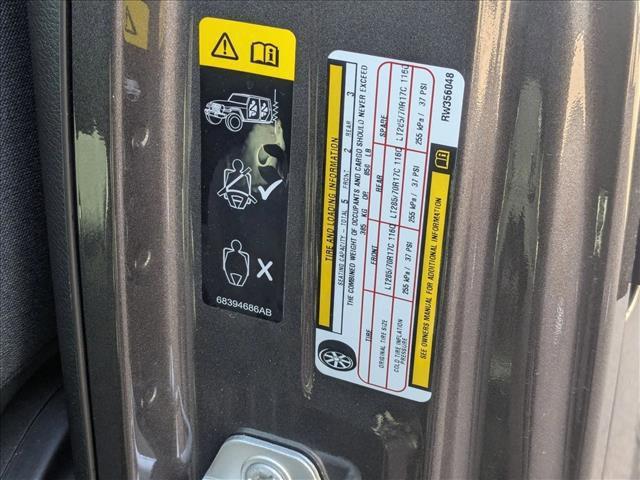 68394686AB
TIRE AND LOADING INFORMATION
SEATING CAPACITY - TOTAL 5 FRONT 2 REAR 3
THE COMBINED WEIGHT OF OCCUPANTS AND CARGO SHOULD NEVER EXCEED
385 KG OR 850 LB
TIRE FRONT REAR SPARE
ORIGINAL TIRE SIZE LT285/70R17C 116Q LT285/70R17C 116Q LT285/70R17C 116Q
COLD TIRE INFLATION PRESSURE 255 kPa / 37 PSI 255 kPa / 37 PSI 255 kPa / 37 PSI
SEE OWNERS MANUAL FOR ADDITIONAL INFORMATION
RW356048